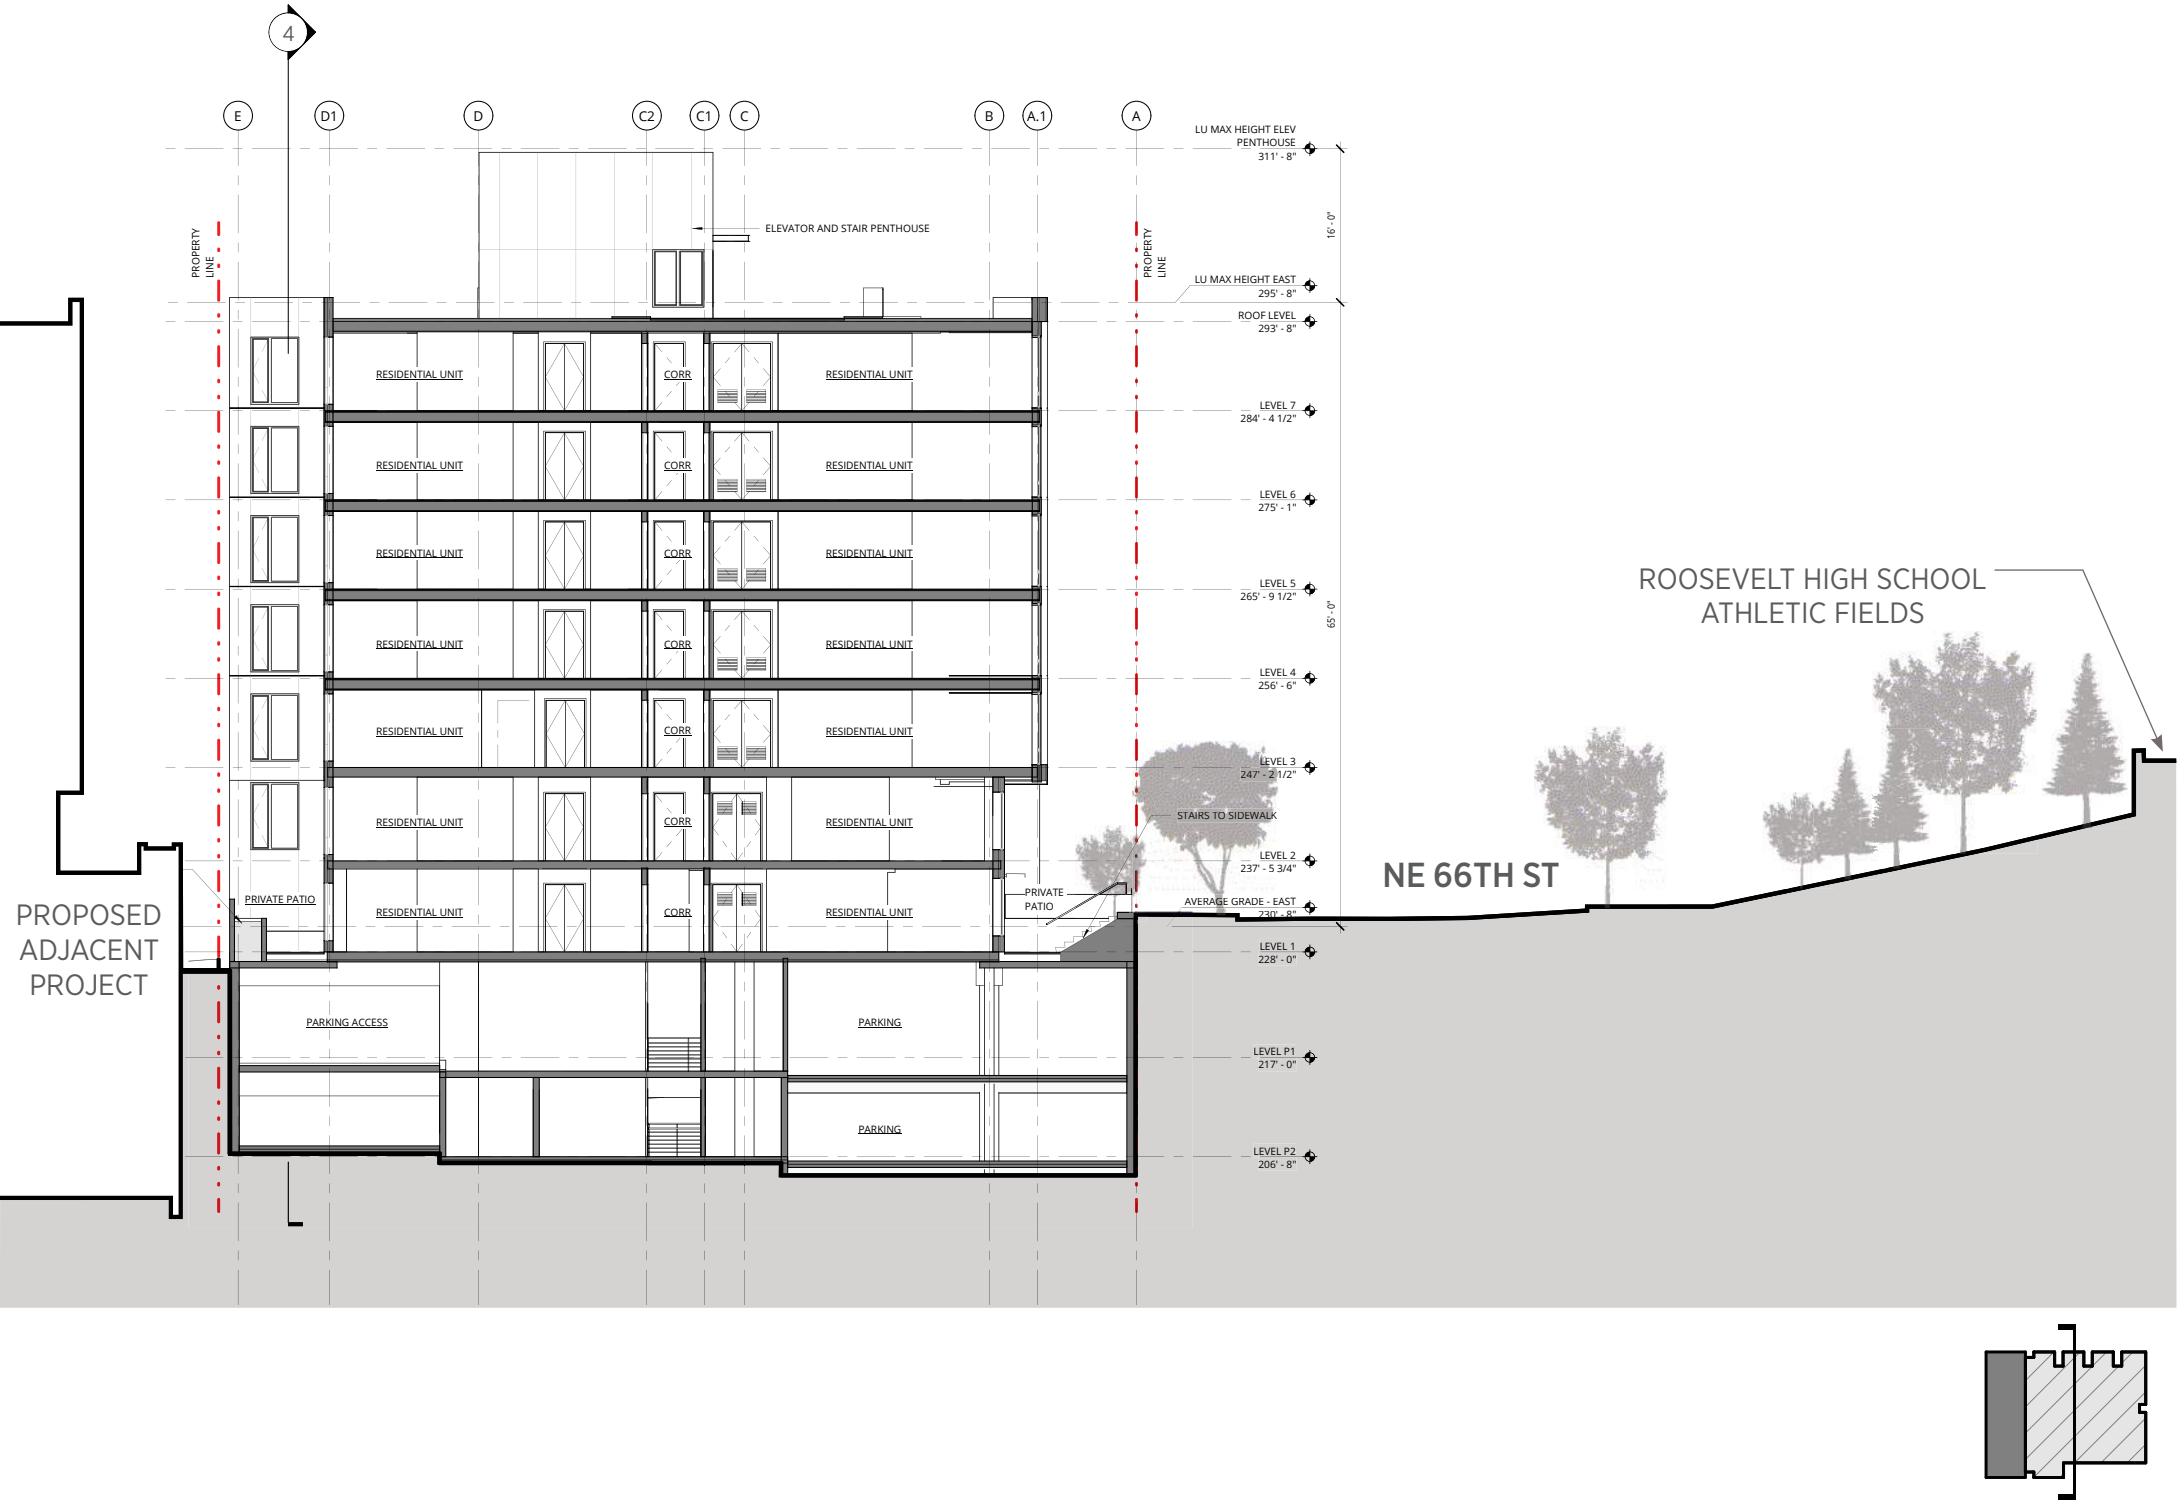 4
E
D1
D
C2
C1
C
B
A.1
A
LU MAX HEIGHT ELEV
PENTHOUSE
311' - 8"
16' - 0"
ELEVATOR AND STAIR PENTHOUSE
PROPERTY
LINE
PROPERTY
LINE
LU MAX HEIGHT EAST
295' - 8"
ROOF LEVEL
293' - 8"
RESIDENTIAL UNIT
CORR
RESIDENTIAL UNIT
LEVEL 7
284' - 4 1/2"
RESIDENTIAL UNIT
CORR
RESIDENTIAL UNIT
LEVEL 6
275' - 1"
RESIDENTIAL UNIT
CORR
RESIDENTIAL UNIT
LEVEL 5
265' - 9 1/2"
65' - 0"
ROOSEVELT HIGH SCHOOL
ATHLETIC FIELDS
RESIDENTIAL UNIT
CORR
RESIDENTIAL UNIT
LEVEL 4
256' - 6"
RESIDENTIAL UNIT
CORR
RESIDENTIAL UNIT
LEVEL 3
247' - 2 1/2"
RESIDENTIAL UNIT
CORR
RESIDENTIAL UNIT
STAIRS TO SIDEWALK
LEVEL 2
237' - 5 3/4"
NE 66TH ST
PRIVATE PATIO
RESIDENTIAL UNIT
CORR
RESIDENTIAL UNIT
PRIVATE
PATIO
AVERAGE GRADE - EAST
230' - 8"
PROPOSED
ADJACENT
PROJECT
LEVEL 1
228' - 0"
PARKING ACCESS
PARKING
LEVEL P1
217' - 0"
PARKING
LEVEL P2
206' - 8"